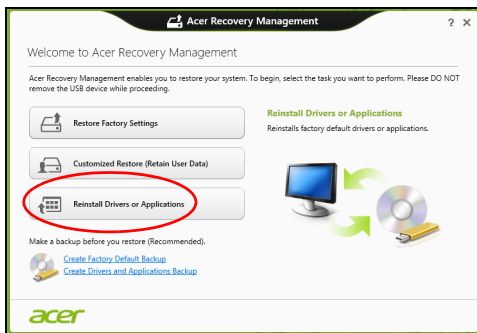 Acer Recovery Management
? X
Welcome to Acer Recovery Management
Acer Recovery Management enables you to restore your system. To begin, select the task you want to perform. Please DO NOT
remove the USB device while proceeding.
Restore Factory Settings
Customized Restore (Retain User Data)
Reinstall Drivers or Applications
Reinstall Drivers or Applications
Reinstalls factory default drivers or applications.
Make a backup before you restore (Recommended).
Create Factory Default Backup
Create Drivers and Applications Backup
acer